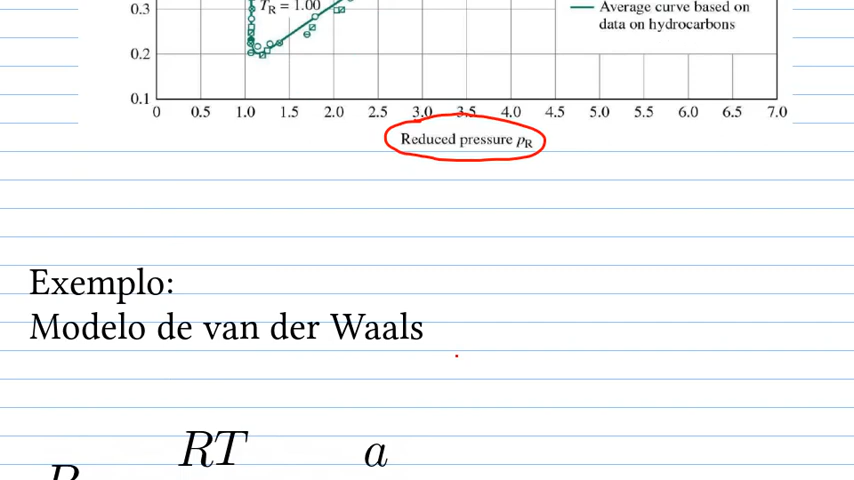 0.3
T_R = 1.00
Average curve based on
data on hydrocarbons
0.2
0.1
0 0.5 1.0 1.5 2.0 2.5 3.0 3.5 4.0 4.5 5.0 5.5 6.0 6.5 7.0
Reduced pressure p_R
Exemplo:
Modelo de van der Waals
RT a
P